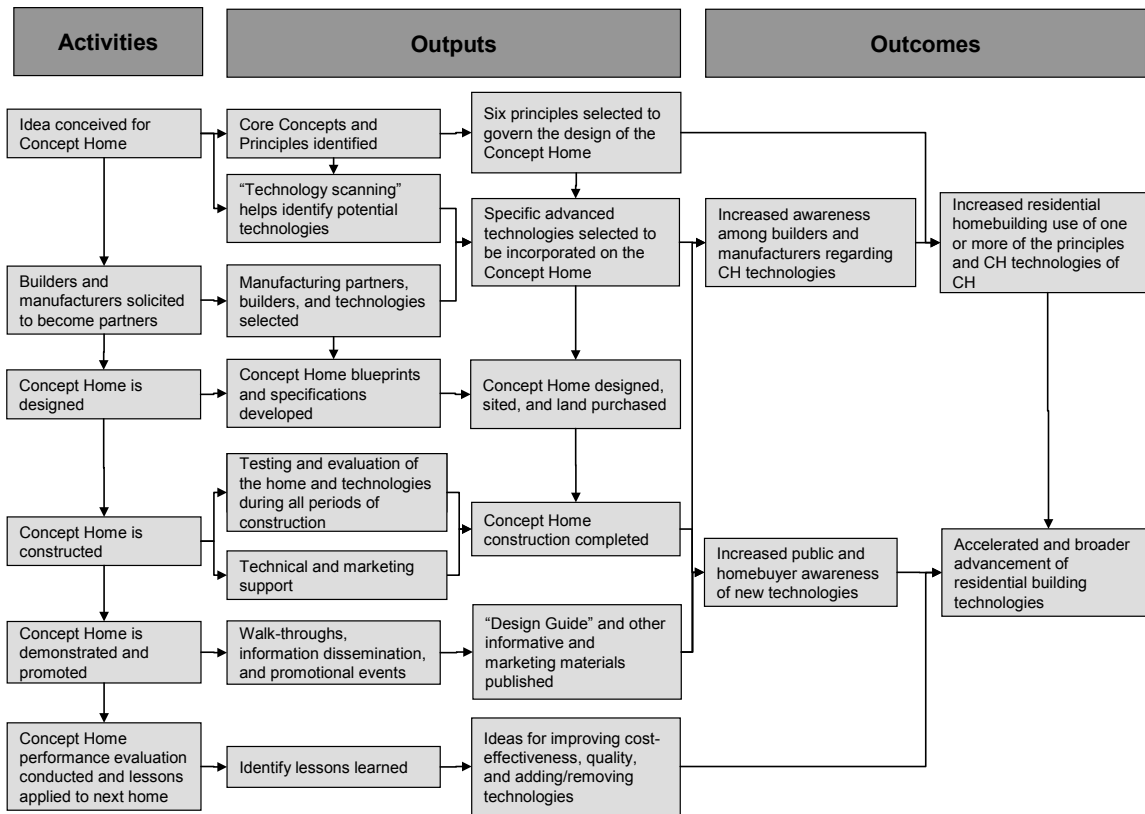 Activities
Outputs
Outcomes
Idea conceived for
Concept Home
Core Concepts and
Principles identified
Six principles selected to
govern the design of the
Concept Home
“Technology scanning”
helps identify potential
technologies
Specific advanced
technologies selected to
be incorporated on the
Concept Home
Increased awareness
among builders and
manufacturers regarding
CH technologies
Increased residential
homebuilding use of one
or more of the principles
and CH technologies of
CH
Builders and
manufacturers solicited
to become partners
Manufacturing partners,
builders, and technologies
selected
Concept Home is
designed
Concept Home blueprints
and specifications
developed
Concept Home designed,
sited, and land purchased
Concept Home is
constructed
Testing and evaluation of
the home and technologies
during all periods of
construction
Technical and marketing
support
Concept Home
construction completed
Increased public and
homebuyer awareness
of new technologies
Accelerated and broader
advancement of
residential building
technologies
Concept Home is
demonstrated and
promoted
Walk-throughs,
information dissemination,
and promotional events
“Design Guide” and other
informative and
marketing materials
published
Concept Home
performance evaluation
conducted and lessons
applied to next home
Identify lessons learned
Ideas for improving cost-
effectiveness, quality,
and adding/removing
technologies